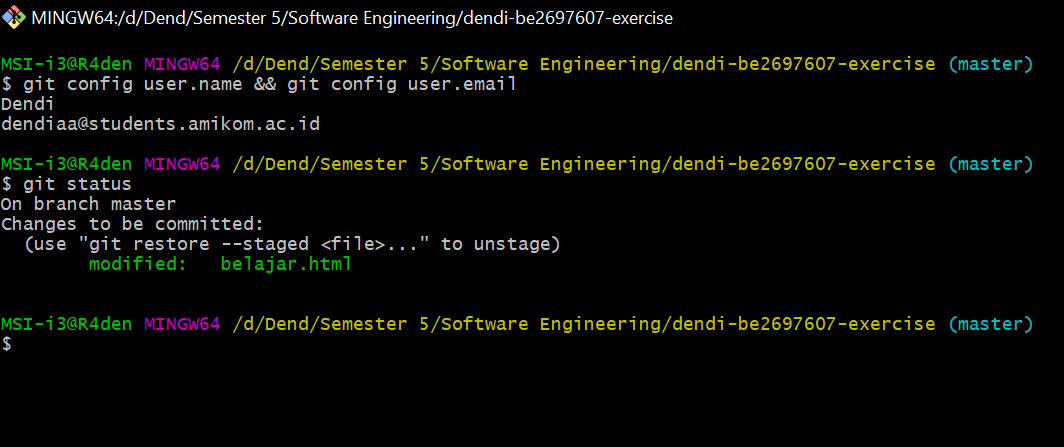 MINGW64:/d/Dend/Semester 5/Software Engineering/dendi-be2697607-exercise
MSI-i3@R4den MINGW64 /d/Dend/Semester 5/Software Engineering/dendi-be2697607-exercise (master)
$ git config user.name && git config user.email
Dendi
dendiaa@students.amikom.ac.id
MSI-i3@R4den MINGW64 /d/Dend/Semester 5/Software Engineering/dendi-be2697607-exercise (master)
$ git status
On branch master
Changes to be committed:
  (use "git restore --staged <file>..." to unstage)
        modified:   belajar.html
MSI-i3@R4den MINGW64 /d/Dend/Semester 5/Software Engineering/dendi-be2697607-exercise (master)
$